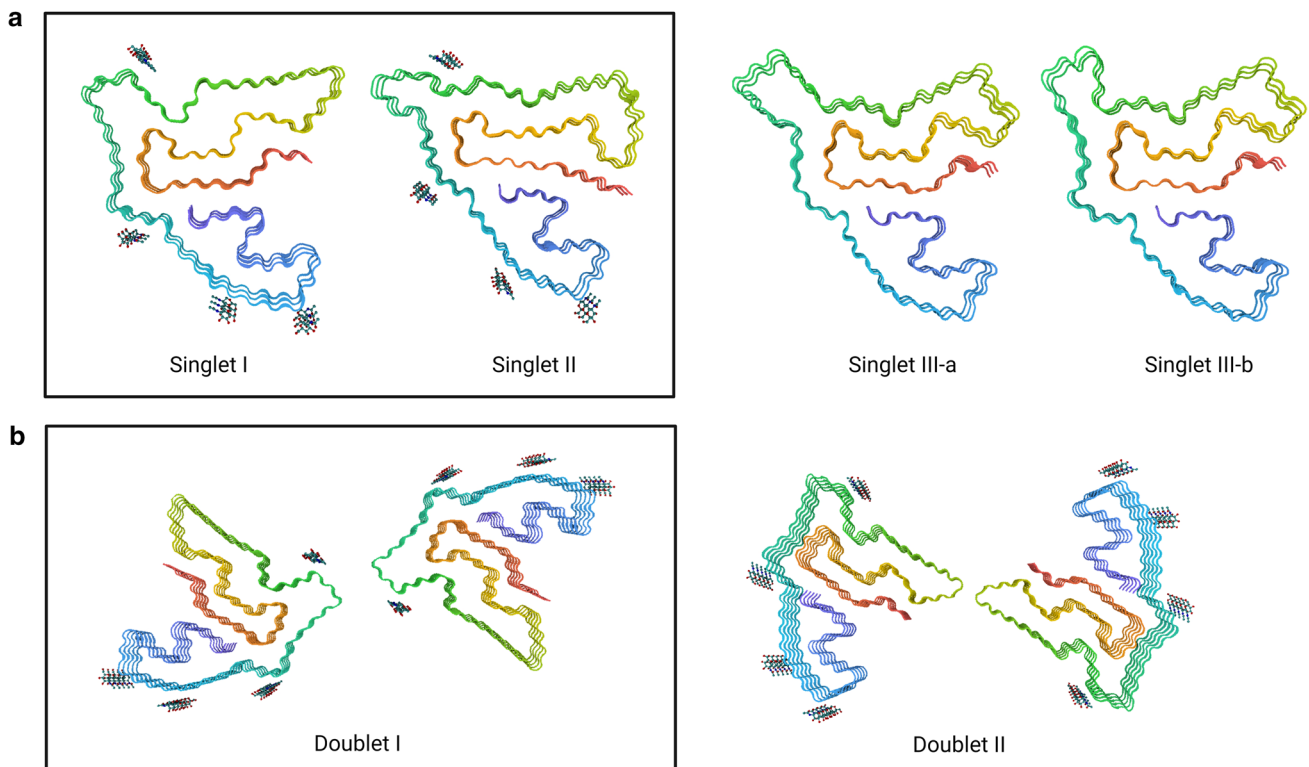 a
Singlet I
Singlet II
Singlet III-a
Singlet III-b
b
Doublet I
Doublet II